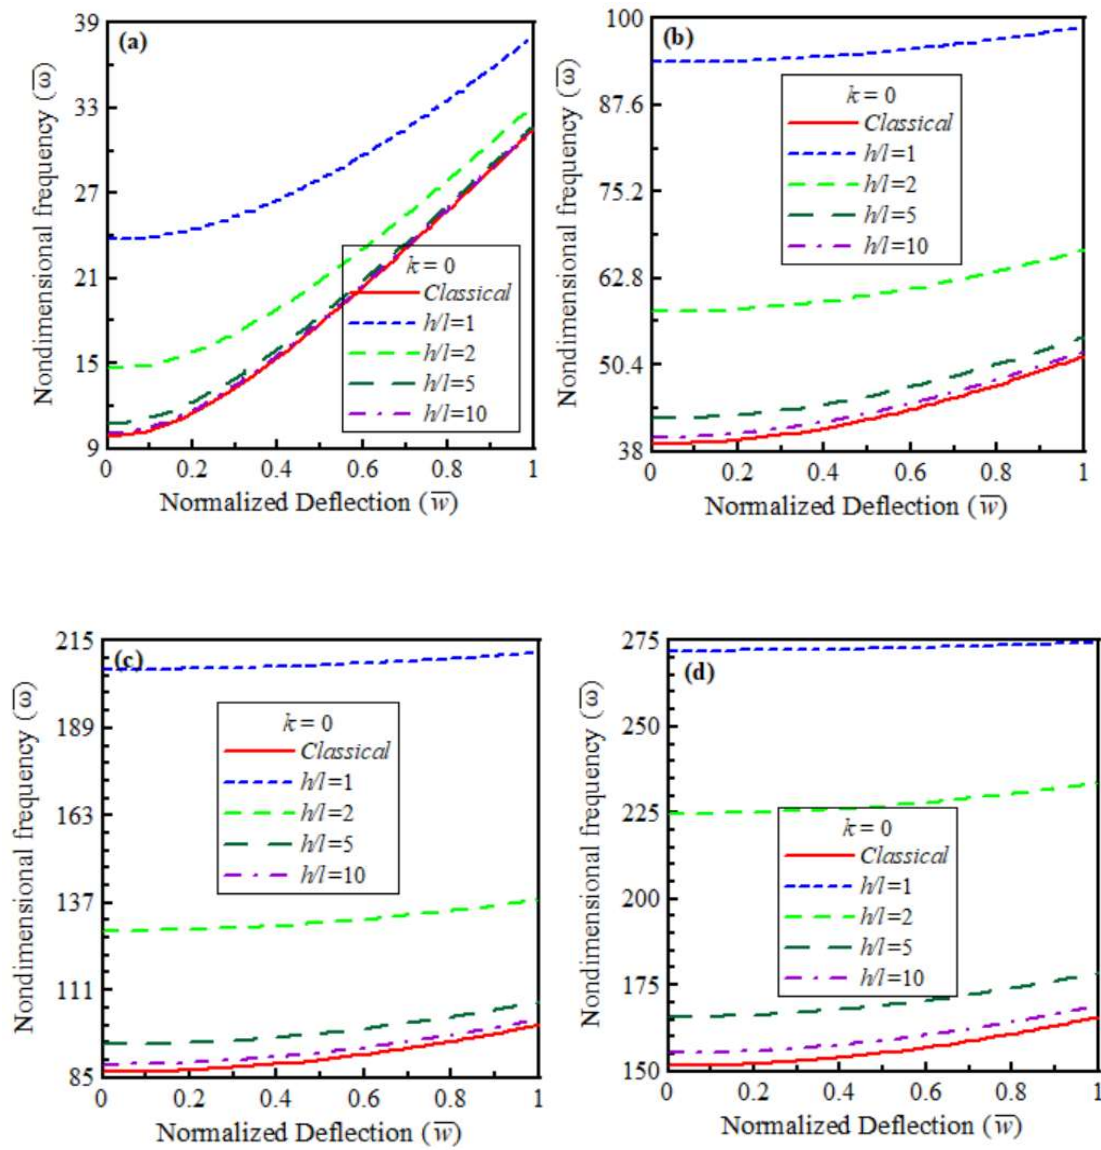 (a)
Nondimensional frequency (ω̅)
39
33
27
21
15
9
k = 0
Classical
h/l=1
h/l=2
h/l=5
h/l=10
0 0.2 0.4 0.6 0.8 1
Normalized Deflection (w̅)
(b)
Nondimensional frequency (ω̅)
100
87.6
75.2
62.8
50.4
38
k = 0
Classical
h/l=1
h/l=2
h/l=5
h/l=10
0 0.2 0.4 0.6 0.8 1
Normalized Deflection (w̅)
(c)
Nondimensional frequency (ω̅)
215
189
163
137
111
85
k = 0
Classical
h/l=1
h/l=2
h/l=5
h/l=10
0 0.2 0.4 0.6 0.8 1
Normalized Deflection (w̅)
(d)
Nondimensional frequency (ω̅)
275
250
225
200
175
150
k = 0
Classical
h/l=1
h/l=2
h/l=5
h/l=10
0 0.2 0.4 0.6 0.8 1
Normalized Deflection (w̅)